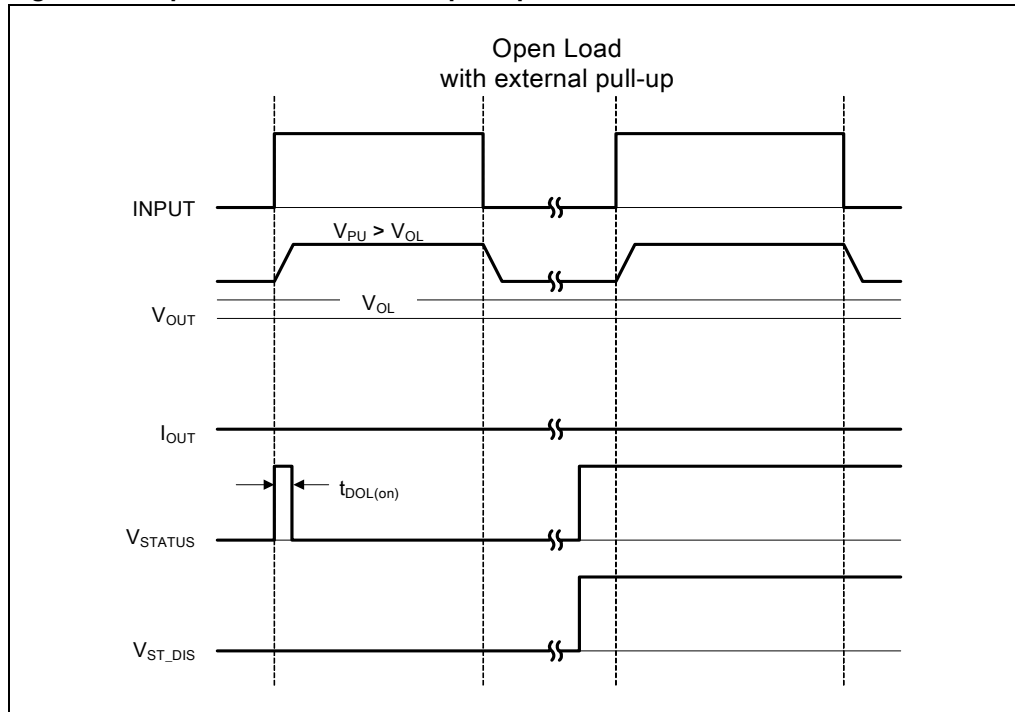 Open Load
with external pull-up
INPUT
V_PU > V_OL
V_OL
V_OUT
I_OUT
t_DOL(on)
V_STATUS
V_ST_DIS